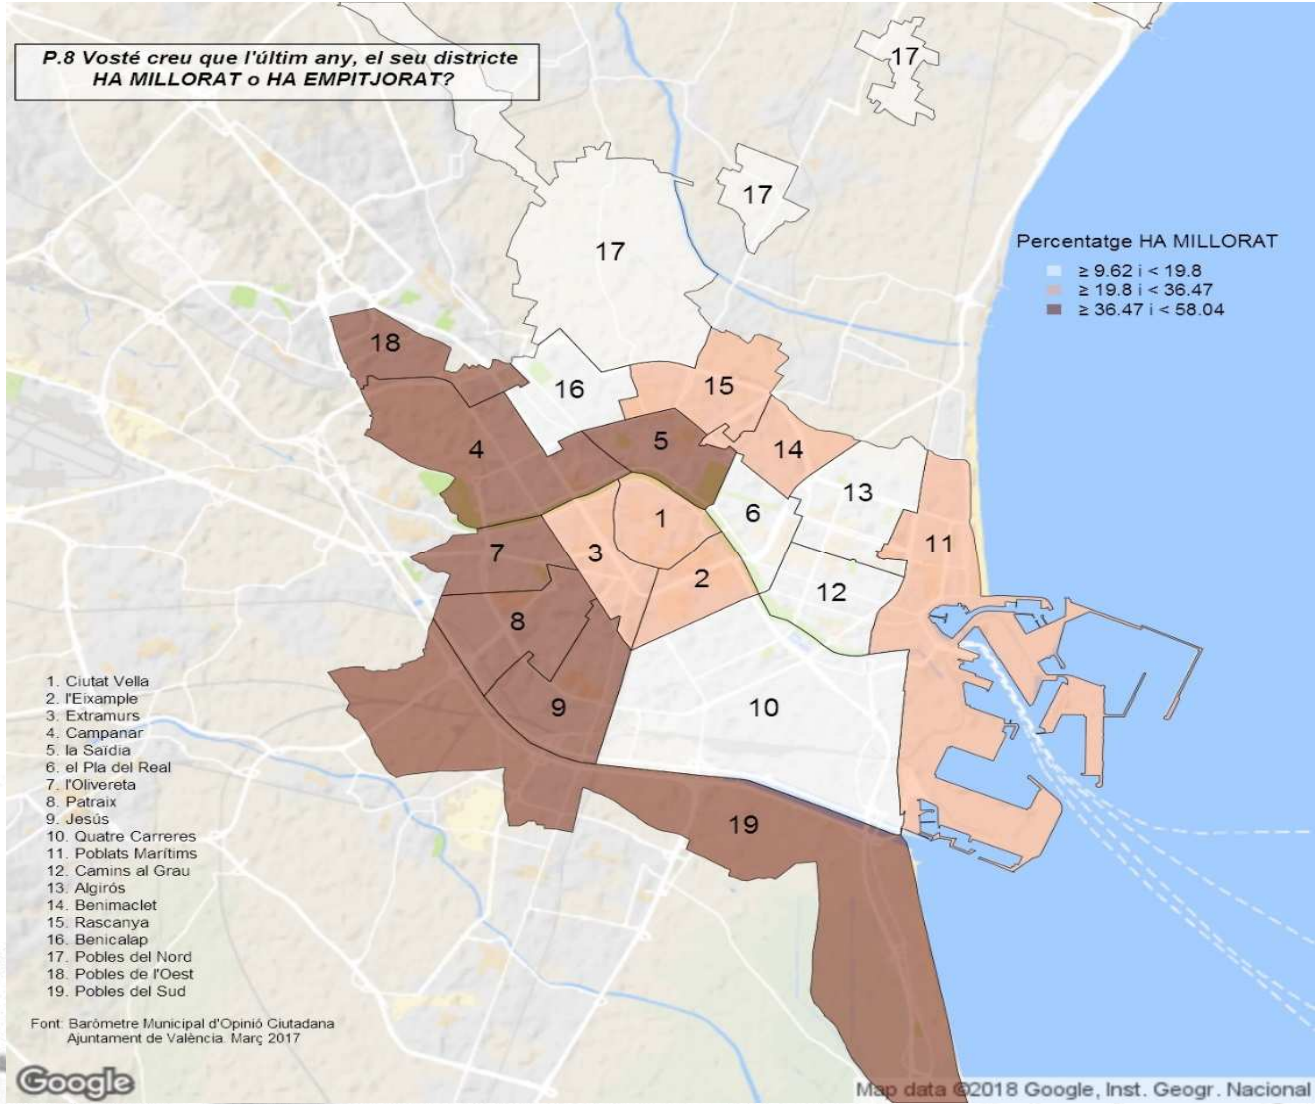 P.8 Vosté creu que l'últim any, el seu districte
HA MILLORAT o HA EMPITJORAT?
17
17
17
Percentatge HA MILLORAT
≥ 9.62 i < 19.8
≥ 19.8 i < 36.47
≥ 36.47 i < 58.04
18
16
15
4
5
14
13
6
1
11
7
3
2
12
8
9
10
19
1. Ciutat Vella
2. l'Eixample
3. Extramurs
4. Campanar
5. la Saïdia
6. el Pla del Real
7. l'Olivereta
8. Patraix
9. Jesús
10. Quatre Carreres
11. Poblats Marítims
12. Camins al Grau
13. Algirós
14. Benimaclet
15. Rascanya
16. Benicalap
17. Pobles del Nord
18. Pobles de l'Oest
19. Pobles del Sud
Font: Baròmetre Municipal d'Opinió Ciutadana
Ajuntament de València. Març 2017
Google
Map data ©2018 Google, Inst. Geogr. Nacional